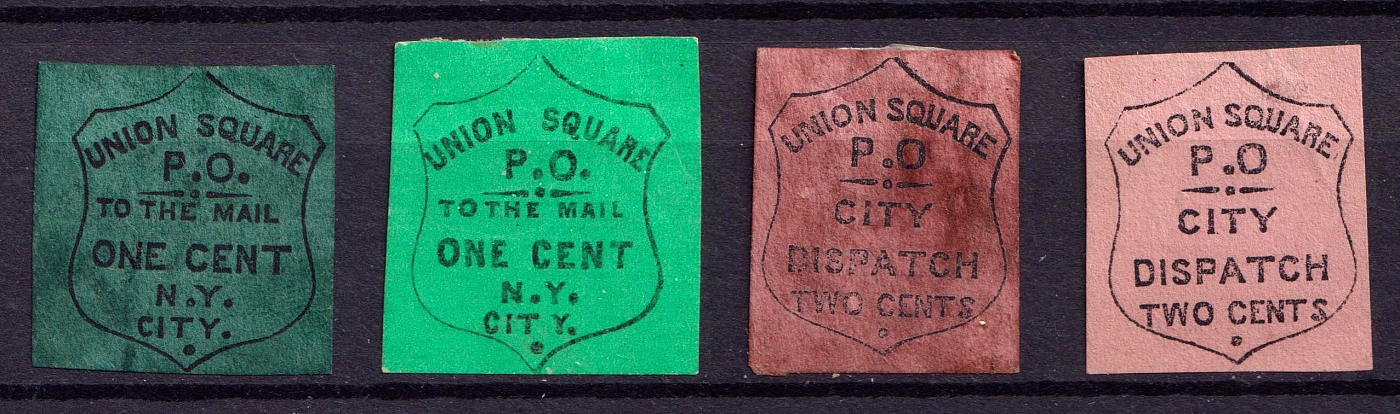 UNION SQUARE
P.O.
TO THE MAIL
ONE CENT
N.Y.
CITY.
UNION SQUARE
P.O.
TO THE MAIL
ONE CENT
N.Y.
CITY.
UNION SQUARE
P.O
CITY
DISPATCH
TWO CENTS
UNION SQUARE
P.O
CITY
DISPATCH
TWO CENTS